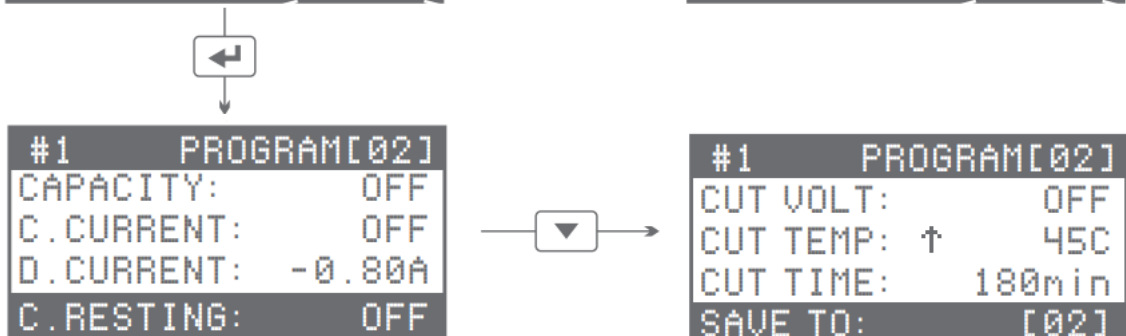 #1 PROGRAM[02]
CAPACITY: OFF
C.CURRENT: OFF
D.CURRENT: -0.80A
C.RESTING: OFF
#1 PROGRAM[02]
CUT VOLT: OFF
CUT TEMP: ↑ 45C
CUT TIME: 180min
SAVE TO: [02]